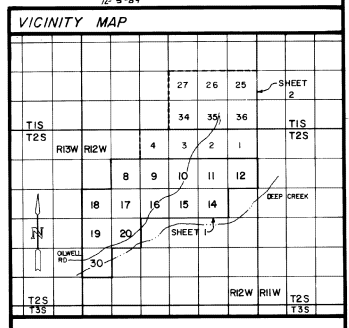 VICINITY MAP
27 26 25 SHEET 2
34 35 36
T1S T1S
T2S T2S
R13W R12W 4 3 2 1
8 9 10 11 12
18 17 16 15 14 DEEP CREEK
N 19 20 SHEET 1
OILWELL RD
30
R12W R11W T2S T2S
T3S T3S